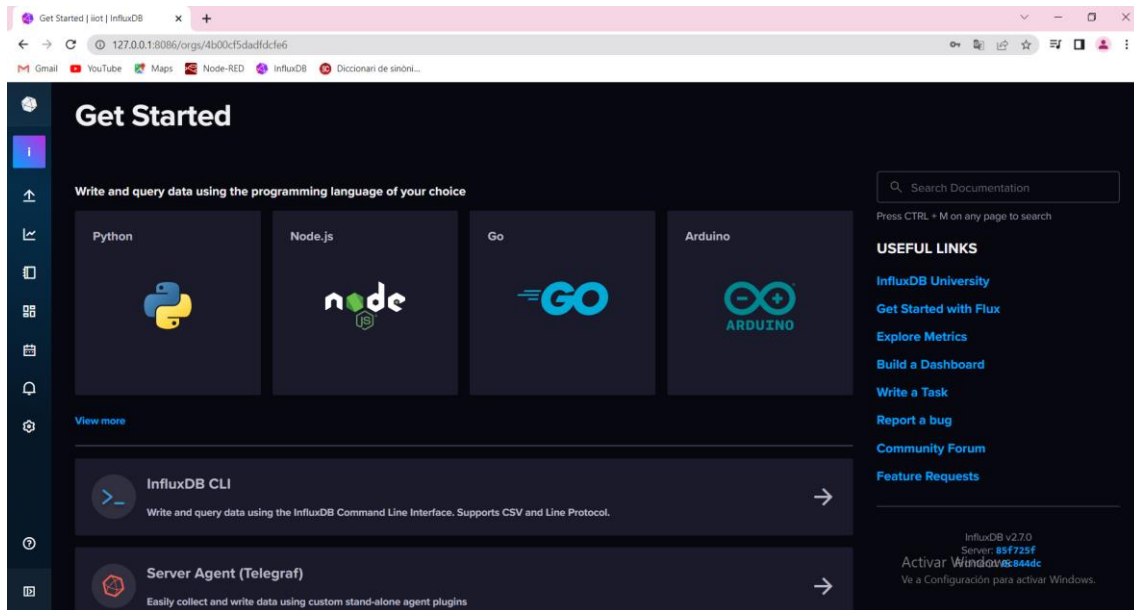 Get Started | iiot | InfluxDB
127.0.0.1:8086/orgs/4b00cf5dadfdcfe6
Gmail YouTube Maps Node-RED InfluxDB Diccionari de sinòni...
Get Started
i
Write and query data using the programming language of your choice
Python Node.js Go Arduino
node
JS
GO
ARDUINO
View more
InfluxDB CLI
Write and query data using the InfluxDB Command Line Interface. Supports CSV and Line Protocol.
Server Agent (Telegraf)
Easily collect and write data using custom stand-alone agent plugins
Search Documentation
Press CTRL + M on any page to search
USEFUL LINKS
InfluxDB University
Get Started with Flux
Explore Metrics
Build a Dashboard
Write a Task
Report a bug
Community Forum
Feature Requests
InfluxDB v2.7.0
Server: 85f725f
Activar Windows
Ve a Configuración para activar Windows.